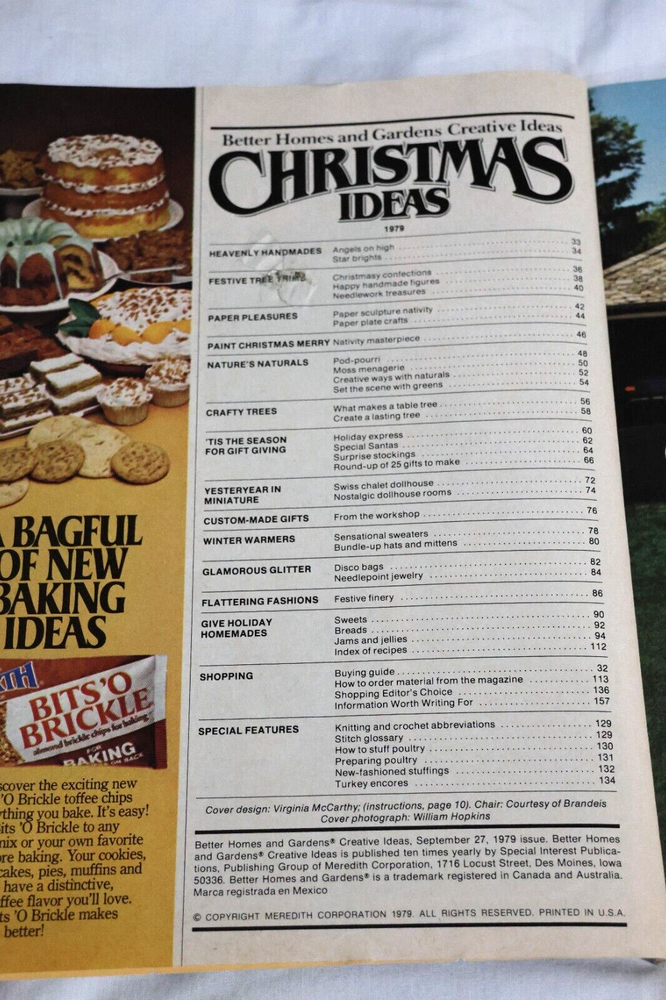 Better Homes and Gardens Creative Ideas
CHRISTMAS
IDEAS
1979
HEAVENLY HANDMADES Angels on high 33
Star brights 34
FESTIVE TREE TRIMS Christmasy confections 36
Happy handmade figures 38
Needlework treasures 40
PAPER PLEASURES Paper sculpture nativity 42
Paper plate crafts 44
PAINT CHRISTMAS MERRY Nativity masterpiece 46
NATURE'S NATURALS Pod-pourri 48
Moss menagerie 50
Creative ways with naturals 52
Set the scene with greens 54
CRAFTY TREES What makes a table tree 56
Create a lasting tree 58
'TIS THE SEASON Holiday express 60
FOR GIFT GIVING Special Santas 62
Surprise stockings 64
Round-up of 25 gifts to make 66
YESTERYEAR IN Swiss chalet dollhouse 72
MINIATURE Nostalgic dollhouse rooms 74
CUSTOM-MADE GIFTS From the workshop 76
WINTER WARMERS Sensational sweaters 78
Bundle-up hats and mittens 80
GLAMOROUS GLITTER Disco bags 82
Needlepoint jewelry 84
FLATTERING FASHIONS Festive finery 86
GIVE HOLIDAY Sweets 90
HOMEMADES Breads 92
Jams and jellies 94
Index of recipes 112
SHOPPING Buying guide 32
How to order material from the magazine 113
Shopping Editor's Choice 136
Information Worth Writing For 157
SPECIAL FEATURES Knitting and crochet abbreviations 129
Stitch glossary 129
How to stuff poultry 130
Preparing poultry 131
New-fashioned stuffings 132
Turkey encores 134
Cover design: Virginia McCarthy; (instructions, page 10). Chair: Courtesy of Brandeis
Cover photograph: William Hopkins
Better Homes and Gardens® Creative Ideas, September 27, 1979 issue. Better Homes
and Gardens® Creative Ideas is published ten times yearly by Special Interest Publica-
tions, Publishing Group of Meredith Corporation, 1716 Locust Street, Des Moines, Iowa
50336. Better Homes and Gardens® is a trademark registered in Canada and Australia.
Marca registrada en Mexico
© COPYRIGHT MEREDITH CORPORATION 1979. ALL RIGHTS RESERVED. PRINTED IN U.S.A.
A BAGFUL
OF NEW
BAKING
IDEAS
BITS 'O
BRICKLE
almond brickle chips for baking
FOR
BAKING
ON BACK
scover the exciting new
'O Brickle toffee chips
ything you bake. It's easy!
its 'O Brickle to any
mix or your own favorite
ore baking. Your cookies,
cakes, pies, muffins and
have a distinctive,
ffee flavor you'll love.
ts 'O Brickle makes
better!